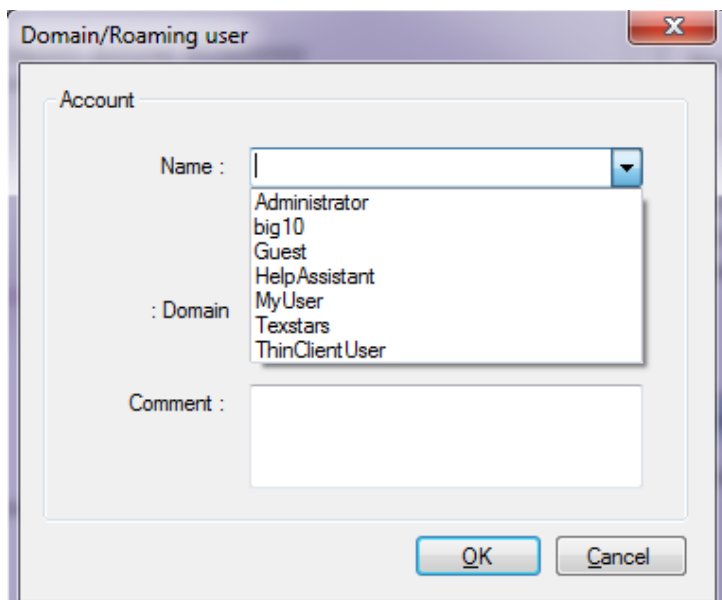 Domain/Roaming user
Account
Name :
Administrator
big10
Guest
HelpAssistant
MyUser
Texstars
ThinClientUser
: Domain
Comment :
OK
Cancel